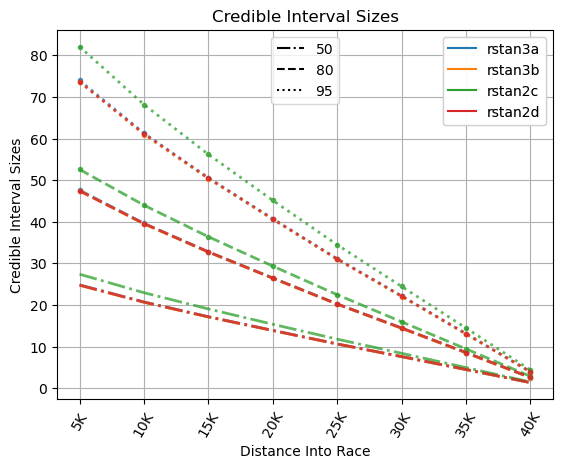 Credible Interval Sizes
50
80
95
rstan3a
rstan3b
rstan2c
rstan2d
Credible Interval Sizes
80
70
60
50
40
30
20
10
0
5K
10K
15K
20K
25K
30K
35K
40K
Distance Into Race